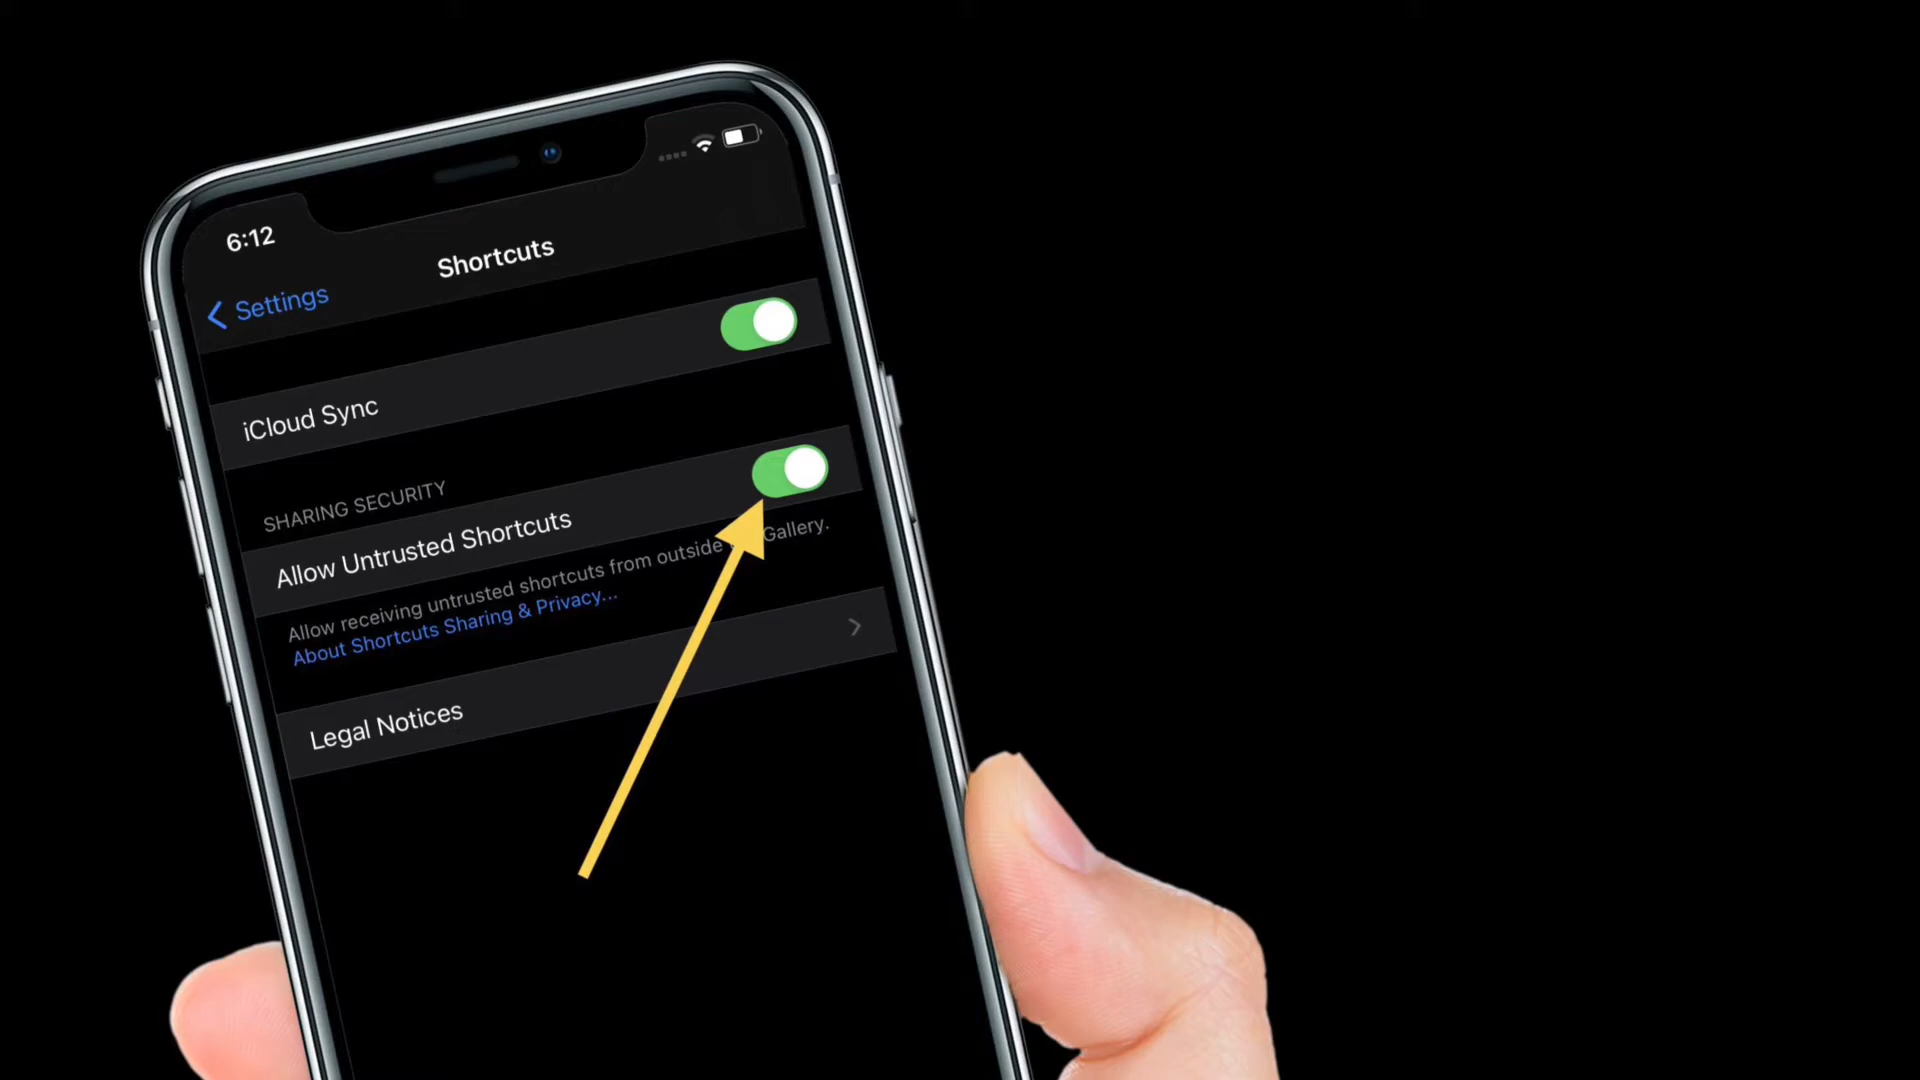 6:12
Settings
Shortcuts
iCloud Sync
SHARING SECURITY
Allow Untrusted Shortcuts
Allow receiving untrusted shortcuts from outside Gallery.
About Shortcuts Sharing & Privacy...
Legal Notices